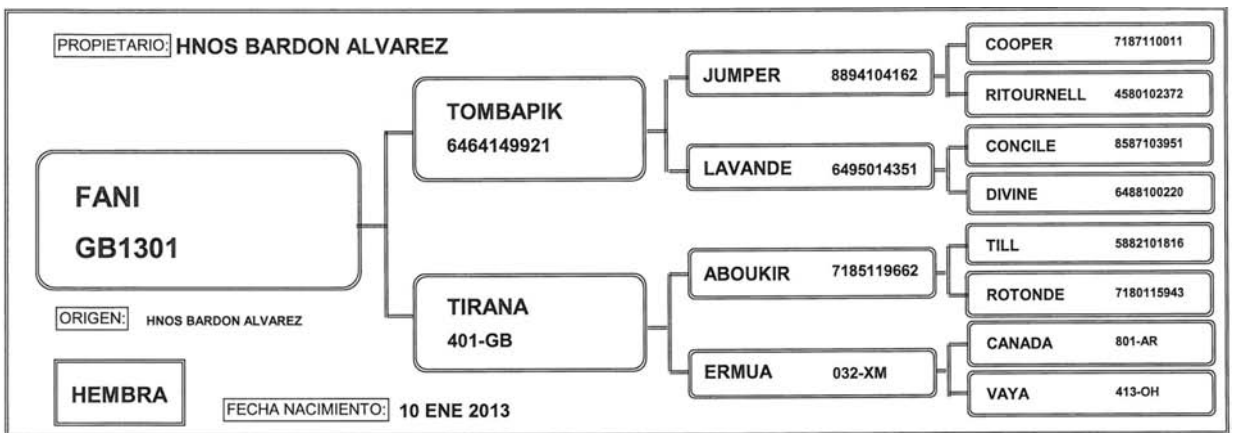 PROPIETARIO: HNOS BARDON ALVAREZ
FANI
GB1301
ORIGEN: HNOS BARDON ALVAREZ
HEMBRA
FECHA NACIMIENTO: 10 ENE 2013
TOMBAPIK
6464149921
TIRANA
401-GB
JUMPER 8894104162
LAVANDE 6495014351
ABOUKIR 7185119662
ERMUA 032-XM
COOPER 7187110011
RITOURNELL 4580102372
CONCILE 8587103951
DIVINE 6488100220
TILL 5882101816
ROTONDE 7180115943
CANADA 801-AR
VAYA 413-OH